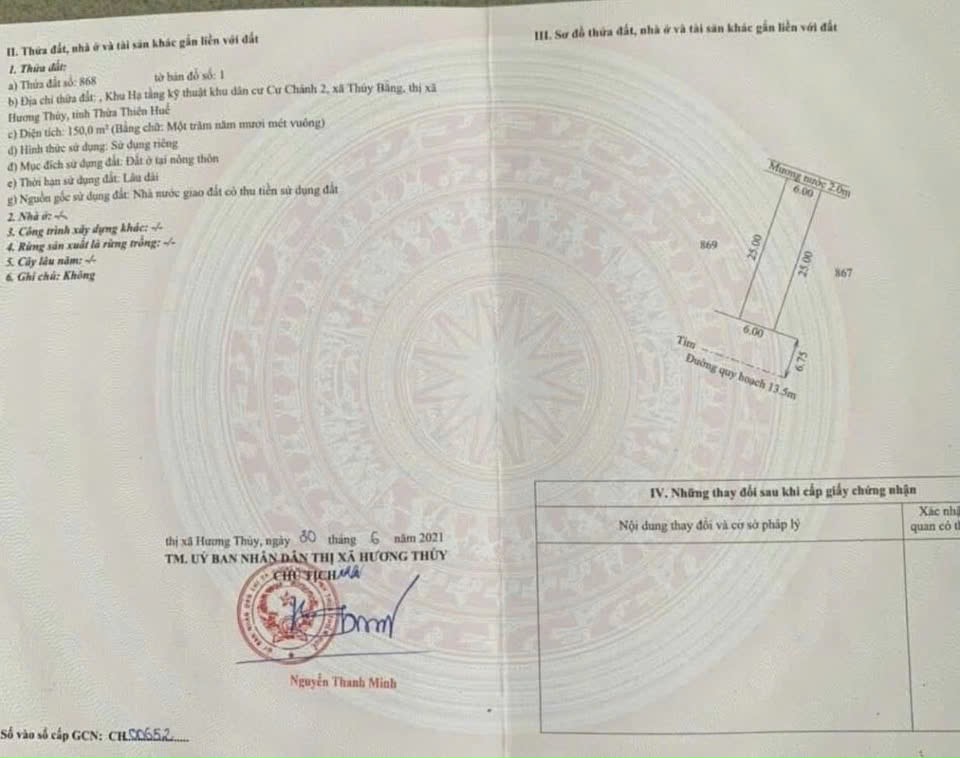 II. Thửa đất, nhà ở và tài sản khác gắn liền với đất
1. Thửa đất:
a) Thửa đất số: 868 tờ bản đồ số: 1
b) Địa chỉ thửa đất: , Khu Hạ tầng kỹ thuật khu dân cư Cư Chánh 2, xã Thủy Bằng, thị xã
Hương Thủy, tỉnh Thừa Thiên Huế
c) Diện tích: 150,0 m² (Bằng chữ: Một trăm năm mươi mét vuông)
d) Hình thức sử dụng: Sử dụng riêng
đ) Mục đích sử dụng đất: Đất ở tại nông thôn
e) Thời hạn sử dụng đất: Lâu dài
g) Nguồn gốc sử dụng đất: Nhà nước giao đất có thu tiền sử dụng đất
2. Nhà ở: -/-
3. Công trình xây dựng khác: -/-
4. Rừng sản xuất là rừng trồng: -/-
5. Cây lâu năm: -/-
6. Ghi chú: Không
thị xã Hương Thủy, ngày 30 tháng 6 năm 2021
TM. UỶ BAN NHÂN DÂN THỊ XÃ HƯƠNG THỦY
CHỦ TỊCH
Nguyễn Thanh Minh
Số vào sổ cấp GCN: CH.00652.....
III. Sơ đồ thửa đất, nhà ở và tài sản khác gắn liền với đất
Mương nước 2.0m
6.00
25.00
25.00
869
867
6.00
Tim
6.75
Đường quy hoạch 13.5m
IV. Những thay đổi sau khi cấp giấy chứng nhận
Nội dung thay đổi và cơ sở pháp lý
Xác nhậ
quan có th